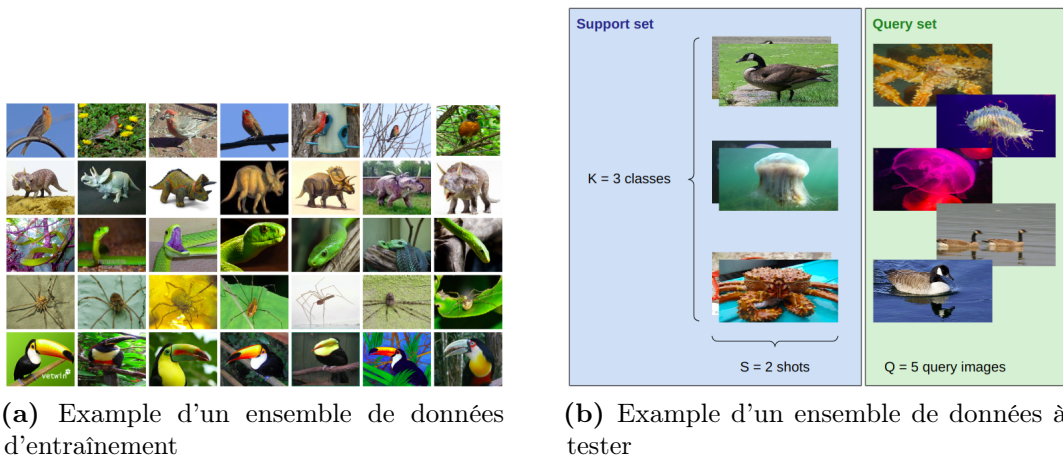 Support set
Query set
K = 3 classes
S = 2 shots
Q = 5 query images
vetwin
(a) Example d'un ensemble de données
d'entraînement
(b) Example d'un ensemble de données à
tester